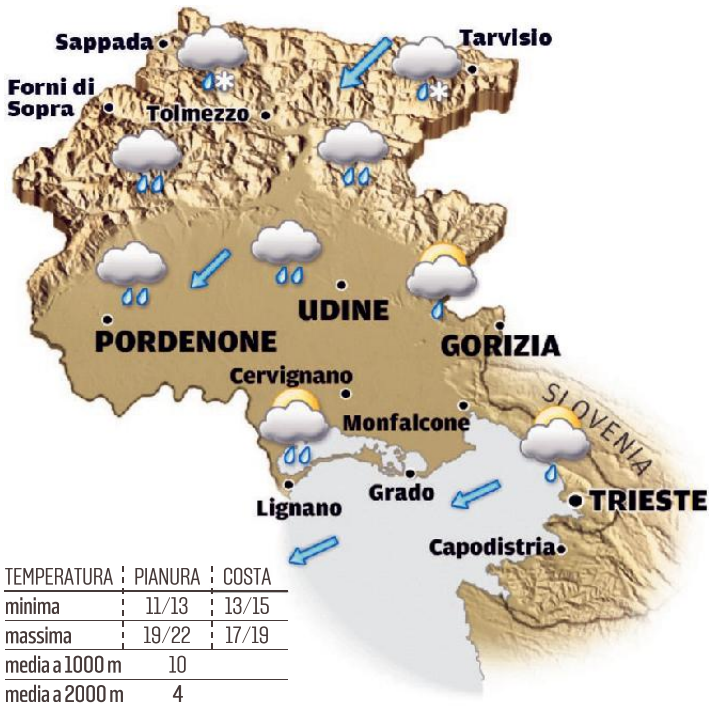 Sappada
Tarvisio
Forni di
Sopra
Tolmezzo
UDINE
PORDENONE
GORIZIA
Cervignano
SLOVENIA
Monfalcone
Lignano
Grado
TRIESTE
Capodistria
TEMPERATURA PIANURA COSTA
minima 11/13 13/15
massima 19/22 17/19
media a 1000 m 10
media a 2000 m 4